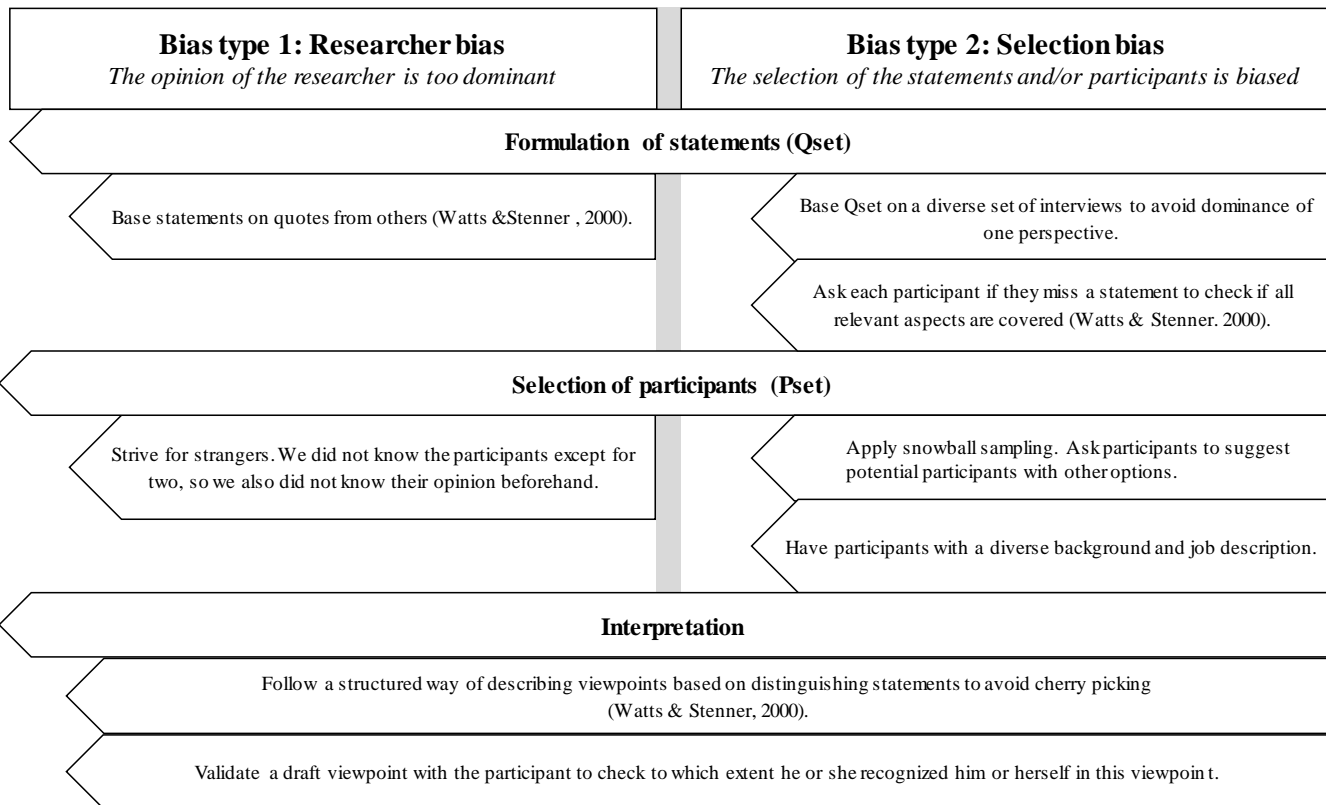 Bias type 1: Researcher bias
The opinion of the researcher is too dominant
Bias type 2: Selection bias
The selection of the statements and/or participants is biased
Formulation of statements (Qset)
Base statements on quotes from others (Watts &Stenner , 2000).
Base Qset on a diverse set of interviews to avoid dominance of
one perspective.
Ask each participant if they miss a statement to check if all
relevant aspects are covered (Watts & Stenner. 2000).
Selection of participants (Pset)
Strive for strangers. We did not know the participants except for
two, so we also did not know their opinion beforehand.
Apply snowball sampling. Ask participants to suggest
potential participants with other options.
Have participants with a diverse background and job description.
Interpretation
Follow a structured way of describing viewpoints based on distinguishing statements to avoid cherry picking
(Watts & Stenner, 2000).
Validate a draft viewpoint with the participant to check to which extent he or she recognized him or herself in this viewpoint.